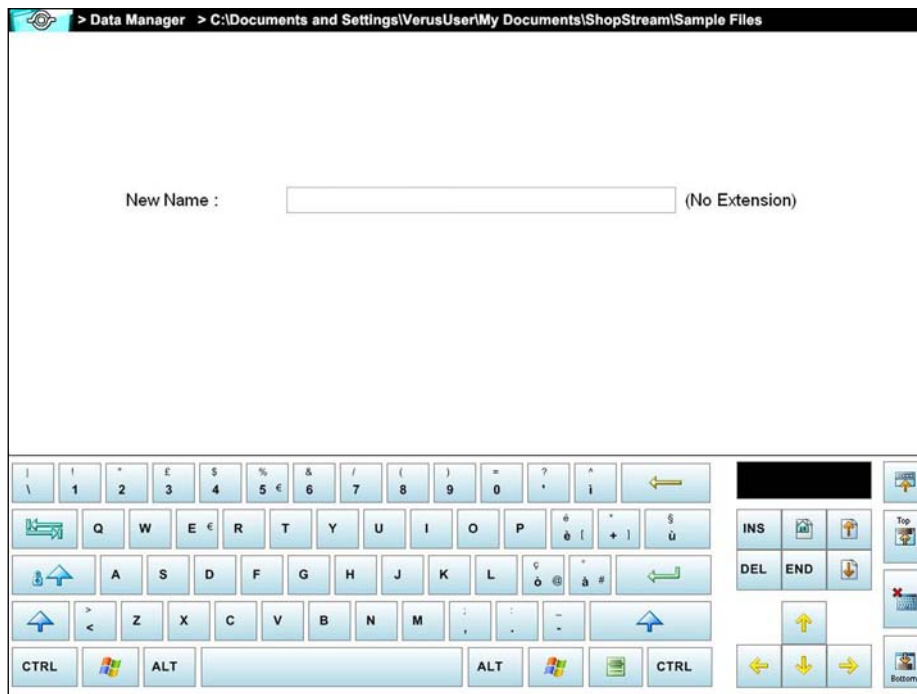 > Data Manager > C:\Documents and Settings\VerusUser\My Documents\ShopStream\Sample Files
New Name :
(No Extension)
| ! " £ $ % & / ( ) = ? ^
\ 1 2 3 4 5 € 6 7 8 9 0 ' ì
Q W E € R T Y U I O P é è [ * + ] § ù
INS
Top
A S D F G H J K L ç ò @ ° à #
DEL END
> < Z X C V B N M ; , : . _ -
CTRL ALT ALT CTRL
Bottom